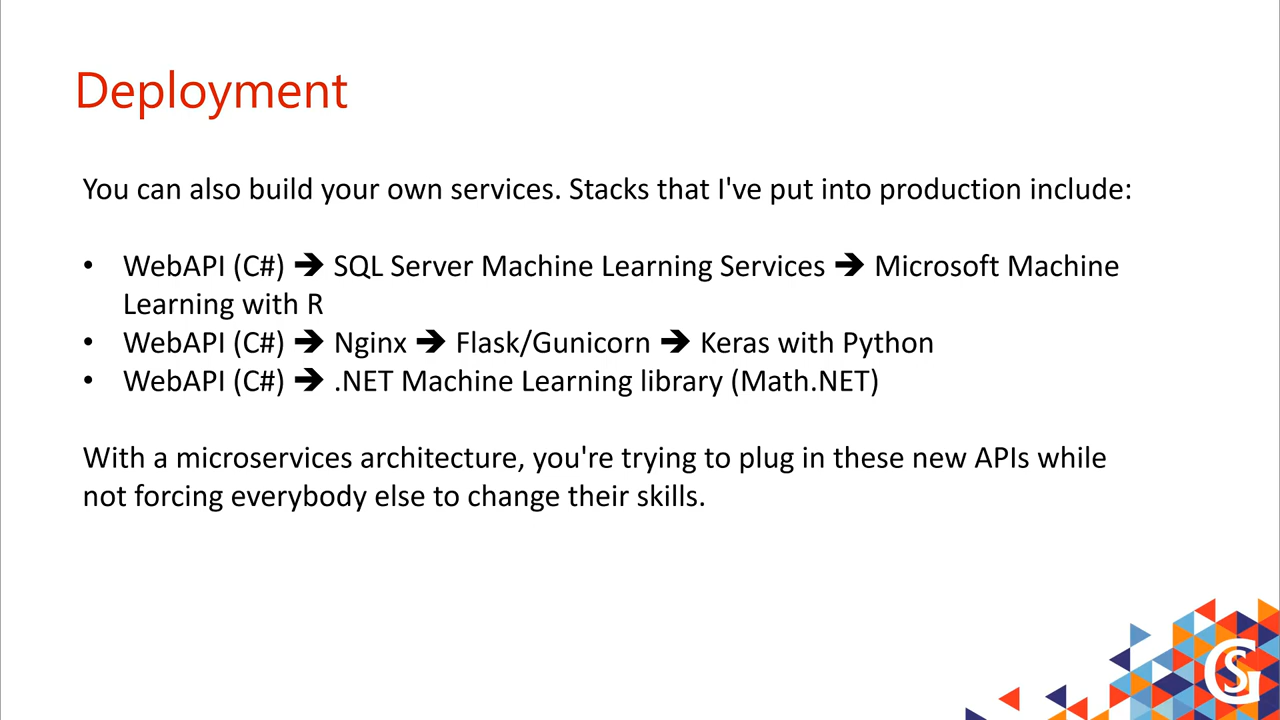 Deployment
You can also build your own services. Stacks that I've put into production include:
• WebAPI (C#) ➔ SQL Server Machine Learning Services ➔ Microsoft Machine
Learning with R
• WebAPI (C#) ➔ Nginx ➔ Flask/Gunicorn ➔ Keras with Python
• WebAPI (C#) ➔ .NET Machine Learning library (Math.NET)
With a microservices architecture, you're trying to plug in these new APIs while
not forcing everybody else to change their skills.